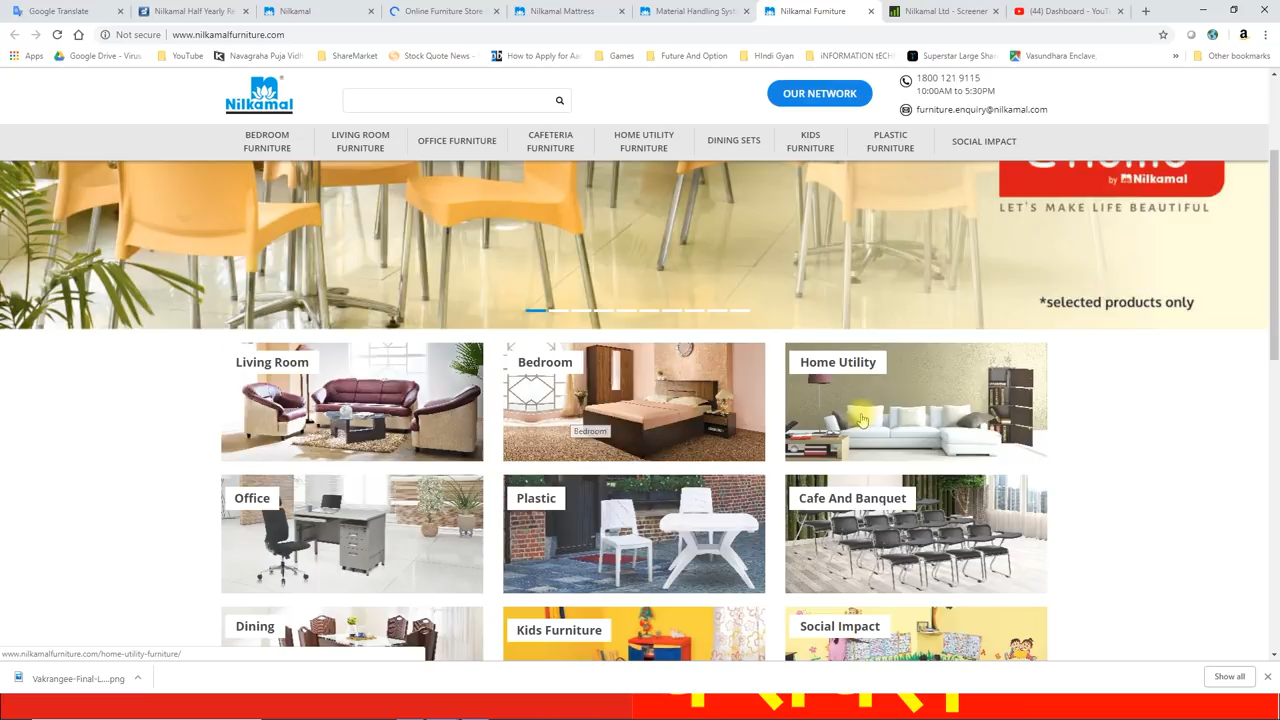 Google Translate
Nilkamal Half Yearly Re
Nilkamal
Online Furniture Store
Nilkamal Mattress
Material Handling Syst
Nilkamal Furniture
Nilkamal Ltd - Screener
(44) Dashboard - YouT
Not secure
www.nilkamalfurniture.com
Apps
Google Drive - Virus
YouTube
Navagraha Puja Vidh
ShareMarket
Stock Quote News -
How to Apply for Aa
Games
Future And Option
HIndi Gyan
iNFORMATION tECH
Superstar Large Shar
Vasundhara Enclave,
»
Other bookmarks
Nilkamal
OUR NETWORK
1800 121 9115
10:00AM to 5:30PM
furniture.enquiry@nilkamal.com
BEDROOM
FURNITURE
LIVING ROOM
FURNITURE
OFFICE FURNITURE
CAFETERIA
FURNITURE
HOME UTILITY
FURNITURE
DINING SETS
KIDS
FURNITURE
PLASTIC
FURNITURE
SOCIAL IMPACT
by Nilkamal
LET'S MAKE LIFE BEAUTIFUL
*selected products only
Living Room
Bedroom
Home Utility
Bedroom
Office
Plastic
Cafe And Banquet
Dining
Kids Furniture
Social Impact
www.nilkamalfurniture.com/home-utility-furniture/
Vakrangee-Final-L....png
Show all